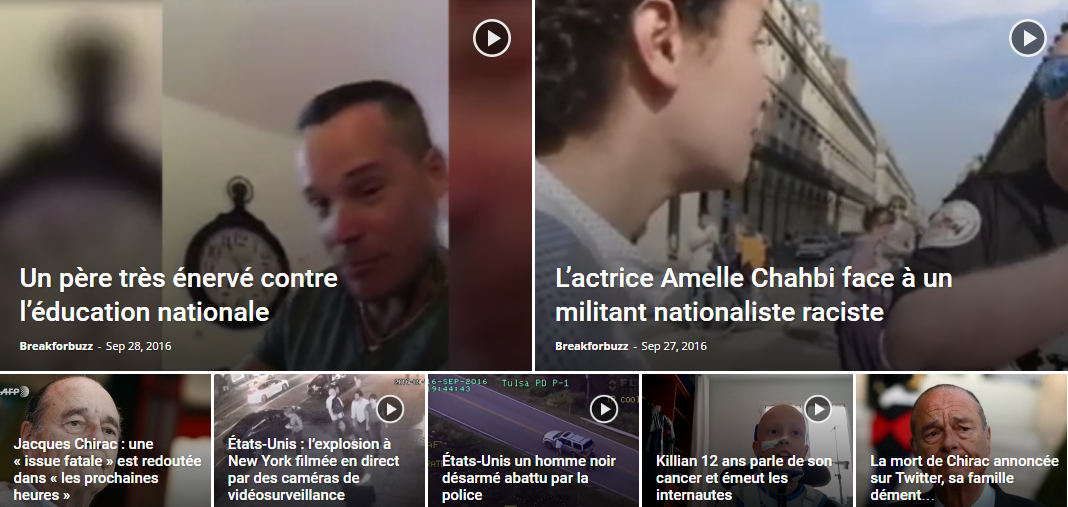 Un père très énervé contre
l’éducation nationale
Breakforbuzz - Sep 28, 2016
L’actrice Amelle Chahbi face à un
militant nationaliste raciste
Breakforbuzz - Sep 27, 2016
AFP
Jacques Chirac : une
« issue fatale » est redoutée
dans « les prochaines
heures »
États-Unis : l’explosion à
New York filmée en direct
par des caméras de
vidéosurveillance
16-SEP-2016 Tulsa PD P-1
9:44:43
États-Unis un homme noir
désarmé abattu par la
police
Killian 12 ans parle de son
cancer et émeut les
internautes
La mort de Chirac annoncée
sur Twitter, sa famille
dément…